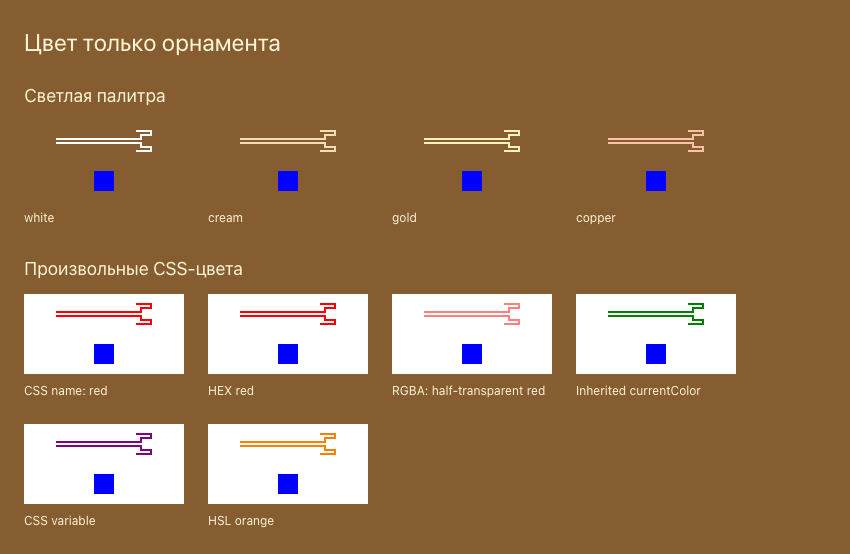 Цвет только орнамента
Светлая палитра
white
cream
gold
copper
Произвольные CSS-цвета
CSS name: red
HEX red
RGBA: half-transparent red
Inherited currentColor
CSS variable
HSL orange